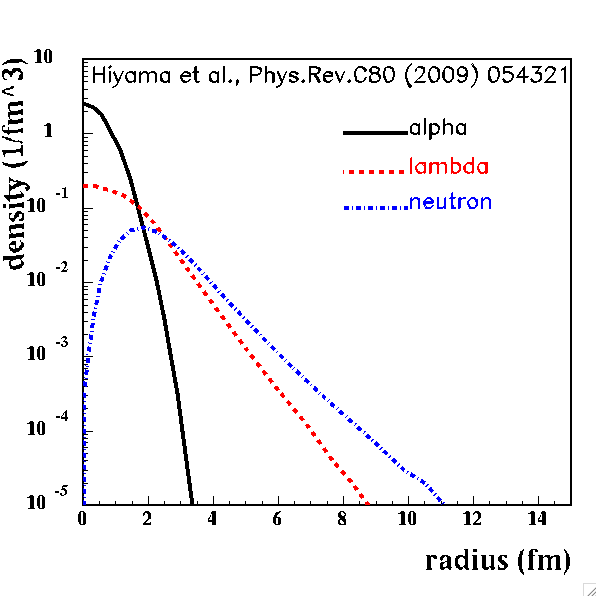 Hiyama et al., Phys.Rev.C80 (2009) 054321
alpha
lambda
neutron
density (1/fm^3)
10
1
10 -1
10 -2
10 -3
10 -4
10 -5
0 2 4 6 8 10 12 14
radius (fm)